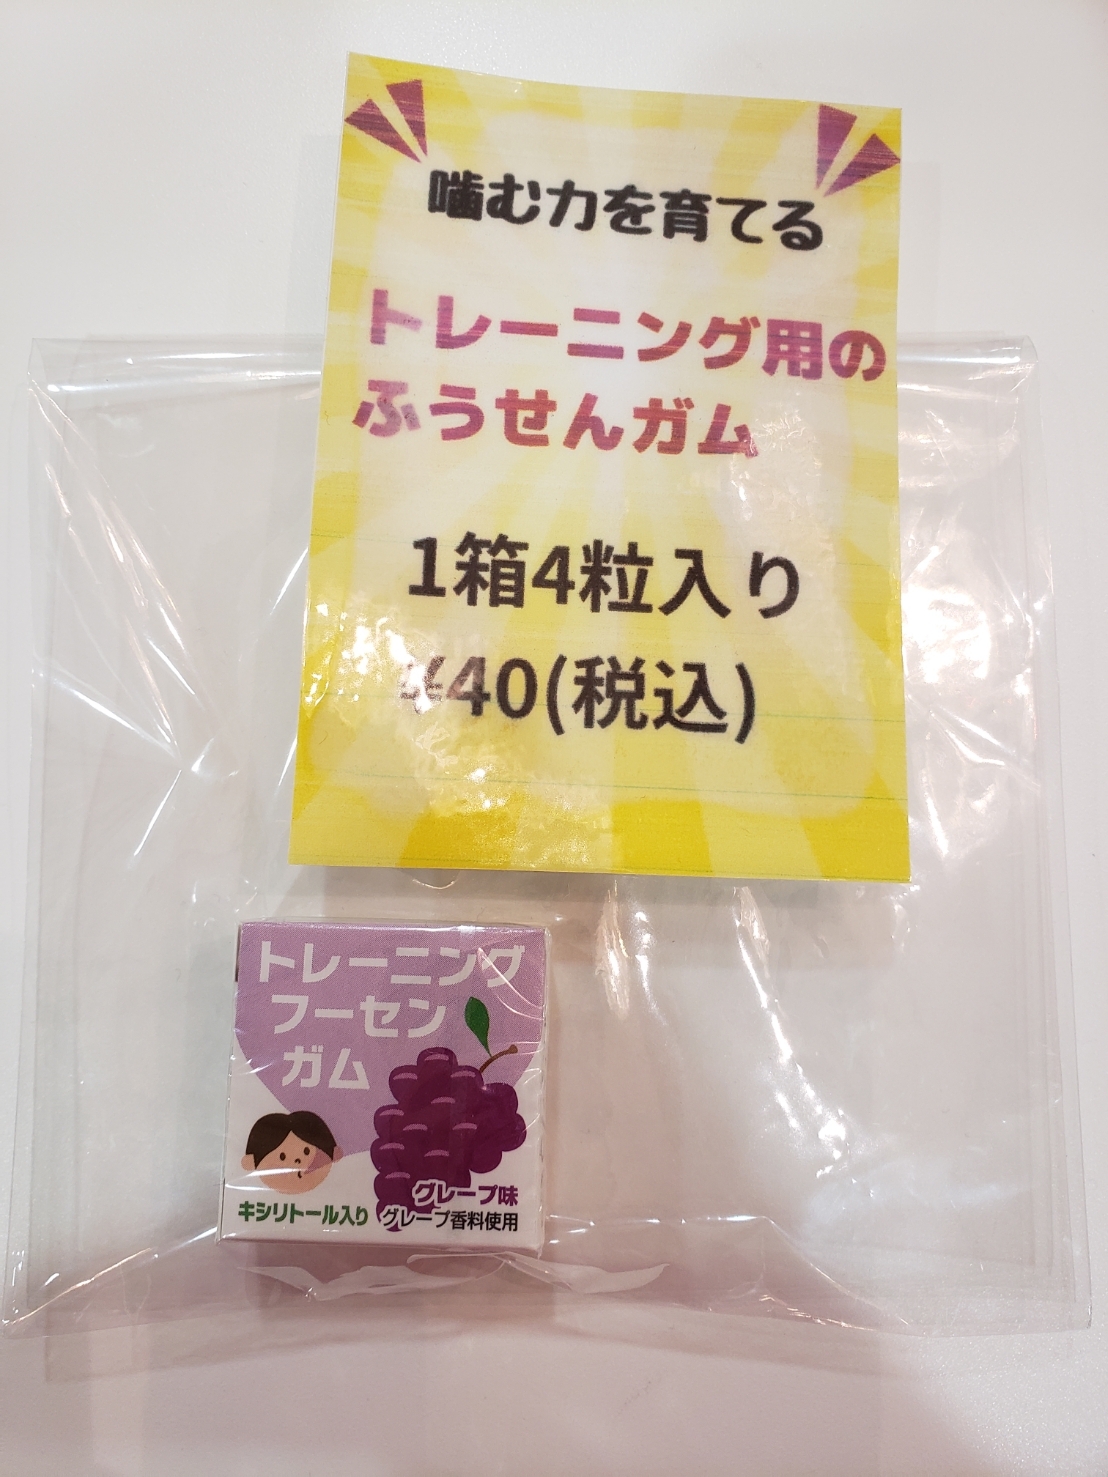 噛む力を育てる
トレーニング用の
ふうせんガム
1箱4粒入り
¥40(税込)
トレーニング
フーセン
ガム
グレープ味
キシリトール入り
グレープ香料使用